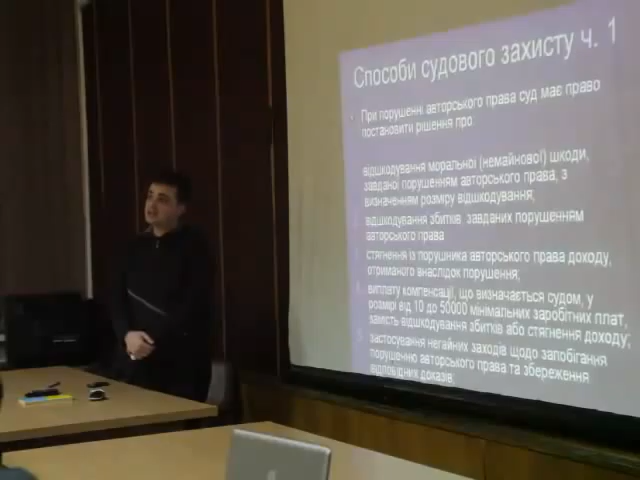 Способи судового захисту ч. 1
При порушенні авторського права суд має право
постановити рішення про
відшкодування моральної (немайнової) шкоди,
завданої порушенням авторського права, з
визначенням розміру відшкодування;
відшкодування збитків завданих порушенням
авторського права
стягнення із порушника авторського права доходу,
отриманого внаслідок порушення;
виплату компенсації, що визначається судом, у
розмірі від 10 до 50000 мінімальних заробітних плат,
замість відшкодування збитків або стягнення доходу;
застосування негайних заходів щодо запобігання
порушенню авторського права та збереження
відповідних доказів;